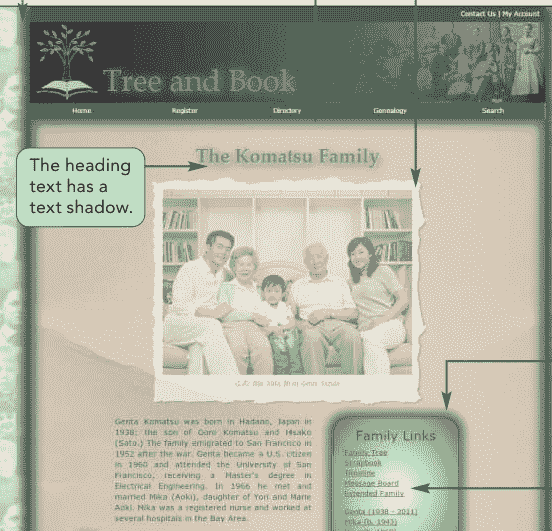 Contact Us | My Account
Tree and Book
Home Register Directory Genealogy Search
The heading
text has a
text shadow.
The Komatsu Family
Family Links
Family Tree
Scrapbook
Timeline
Message Board
Extended Family
Genta (1938 - 2011)
Mika (b. 1943)
Genta Komatsu was born in Hadano, Japan in
1938; the son of Goro Komatsu and Hisako
(Sato.) The family emigrated to San Francisco in
1952 after the war. Genta became a U.S. citizen
in 1960 and attended the University of San
Francisco, receiving a Master's degree in
Electrical Engineering. In 1966 he met and
married Mika (Aoki), daughter of Yori and Marie
Aoki. Mika was a registered nurse and worked at
several hospitals in the Bay Area.